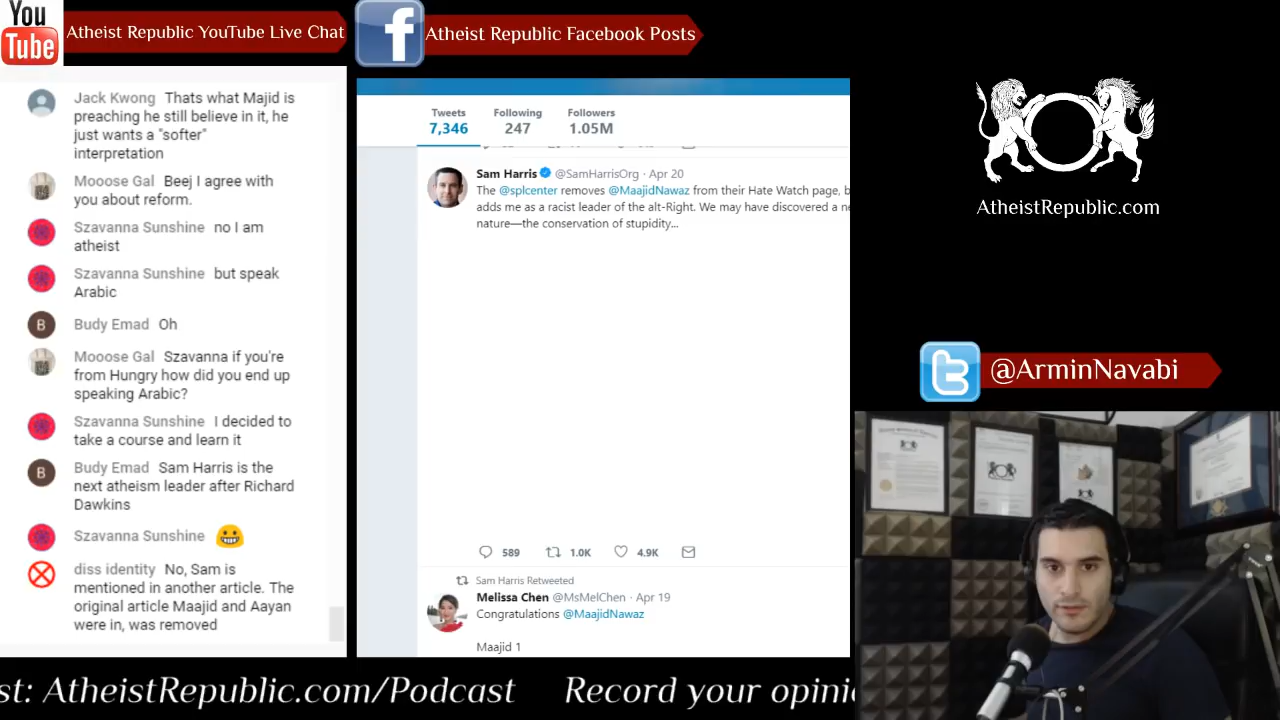 You
Tube
Atheist Republic YouTube Live Chat
Atheist Republic Facebook Posts
Jack Kwong Thats what Majid is
preaching he still believe in it, he
just wants a "softer"
interpretation
Mooose Gal Beej I agree with
you about reform.
Szavanna Sunshine no I am
atheist
Szavanna Sunshine but speak
Arabic
B
Budy Emad Oh
Mooose Gal Szavanna if you're
from Hungry how did you end up
speaking Arabic?
Szavanna Sunshine I decided to
take a course and learn it
B
Budy Emad Sam Harris is the
next atheism leader after Richard
Dawkins
Szavanna Sunshine
diss identity No, Sam is
mentioned in another article. The
original article Maajid and Aayan
were in, was removed
Tweets Following Followers
7,346 247 1.05M
Sam Harris @SamHarrisOrg · Apr 20
The @splcenter removes @MaajidNawaz from their Hate Watch page, b
adds me as a racist leader of the alt-Right. We may have discovered a ne
nature—the conservation of stupidity...
589 1.0K 4.9K
Sam Harris Retweeted
Melissa Chen @MsMelChen · Apr 19
Congratulations @MaajidNawaz
Maajid 1
AtheistRepublic.com
@ArminNavabi
st: AtheistRepublic.com/Podcast Record your opinio